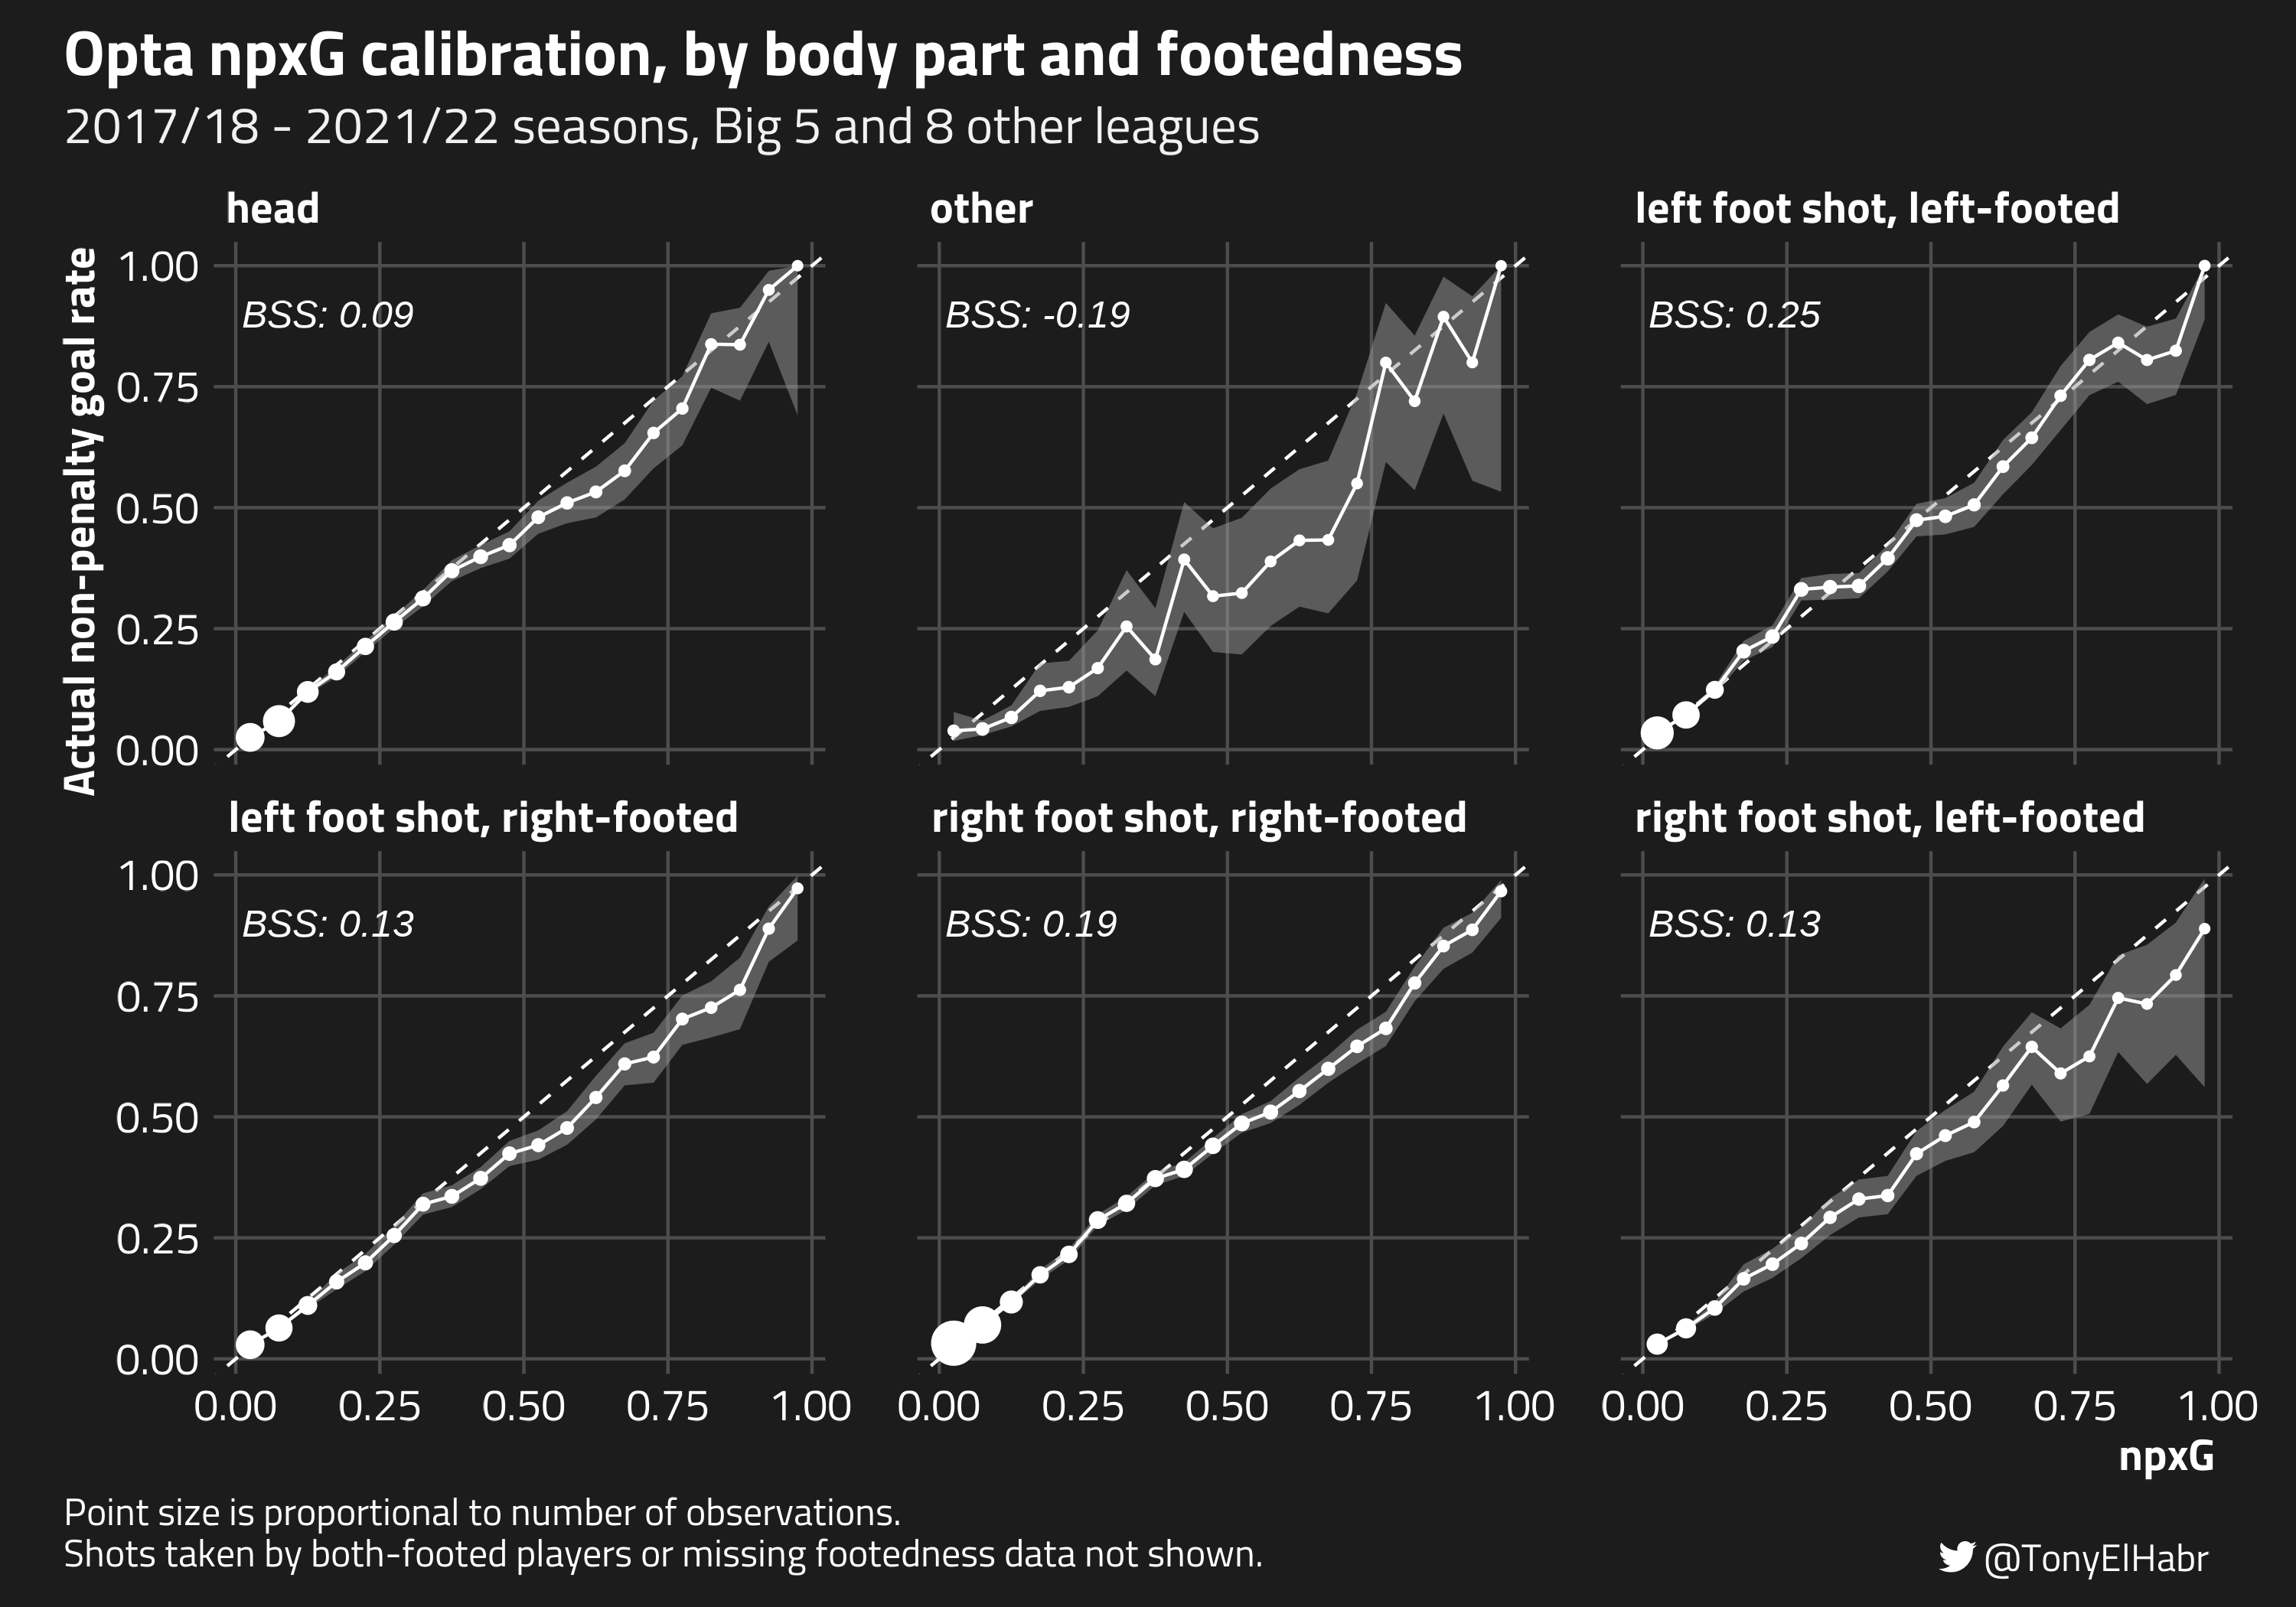 Opta npxG calibration, by body part and footedness
2017/18 - 2021/22 seasons, Big 5 and 8 other leagues
Actual non-penalty goal rate
head
other
left foot shot, left-footed
1.00
0.75
0.50
0.25
0.00
BSS: 0.09
BSS: -0.19
BSS: 0.25
left foot shot, right-footed
right foot shot, right-footed
right foot shot, left-footed
1.00
0.75
0.50
0.25
0.00
BSS: 0.13
BSS: 0.19
BSS: 0.13
0.00 0.25 0.50 0.75 1.00
0.00 0.25 0.50 0.75 1.00
0.00 0.25 0.50 0.75 1.00
npxG
Point size is proportional to number of observations.
Shots taken by both-footed players or missing footedness data not shown.
@TonyElHabr